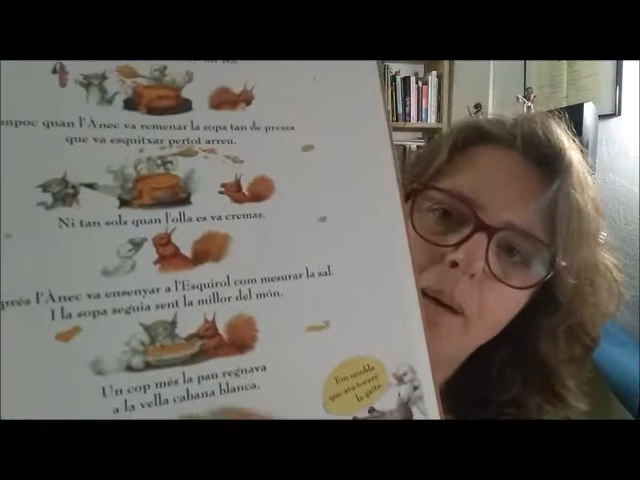 quan l'Ànec va remenar la sopa tan de pressa
que va esquitxar pertot arreu.
Ni tan sols quan l'olla es va cremar.
l'Ànec va ensenyar a l'Esquirol com mesurar la sal.
I la sopa seguia sent la millor del món.
Un cop més la pau regnava
a la vella cabana blanca.
Em sembla
que ara tocaré
la gaita.